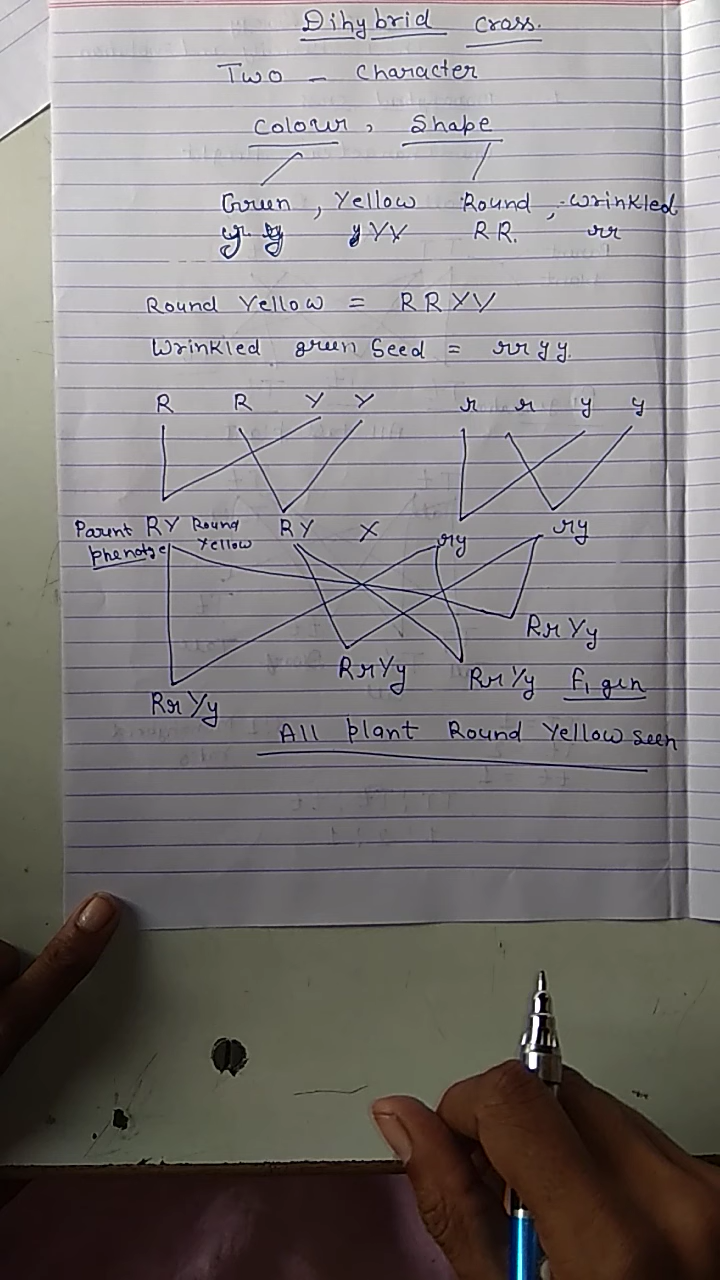 Dihybrid Cross.
Two - Character
Colour, Shape
Green, Yellow Round, Wrinkled
yy YY RR. rr
Round Yellow = RRYY
Wrinkled green Seed = rryy.
R R Y Y r r y y
Parent RY Round RY X ry ry
phenotye Yellow
RrYy
RrYy RrYy F1 gen
RrYy
All plant Round Yellow seen